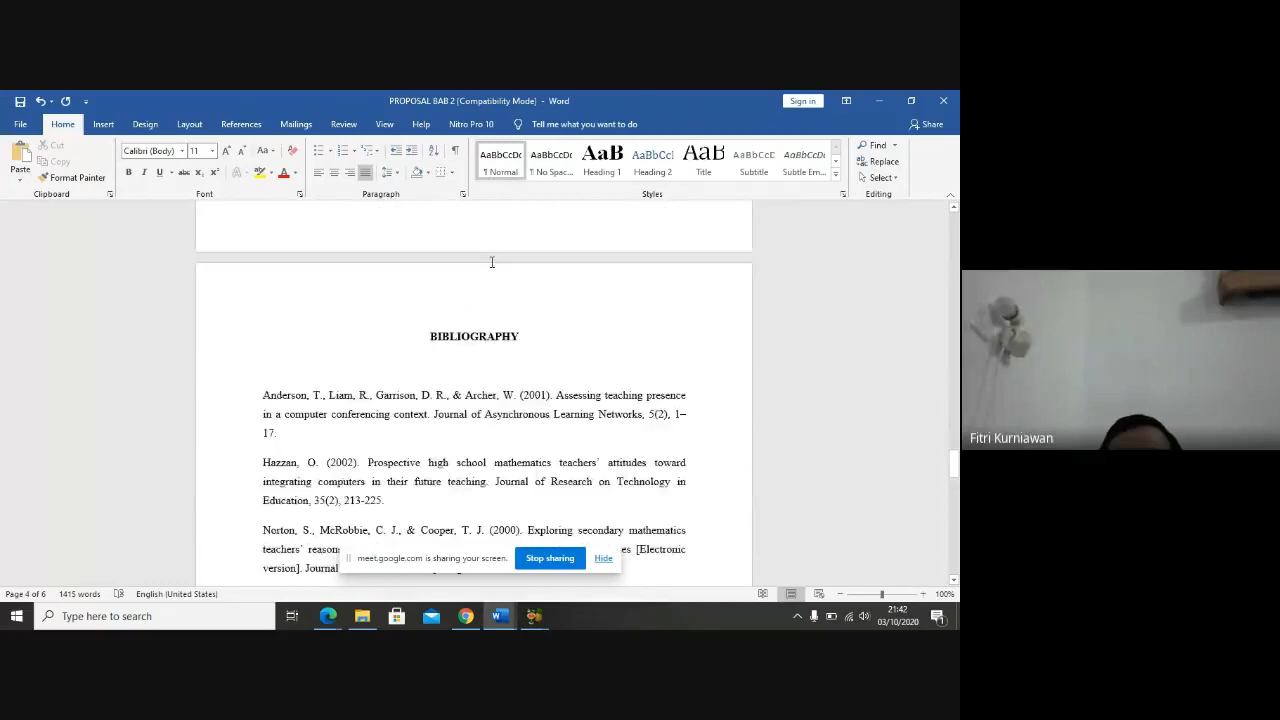 PROPOSAL BAB 2 [Compatibility Mode] - Word
Sign in
File Home Insert Design Layout References Mailings Review View Help Nitro Pro 10 Tell me what you want to do Share
Paste
Cut
Copy
Format Painter
Clipboard
Calibri (Body) 11
Font
Paragraph
AaBbCcDc AaBbCcDc AaBbC AaBbCcI AaB AaBbCcD AaBbCcDc
¶ Normal ¶ No Spac... Heading 1 Heading 2 Title Subtitle Subtle Em...
Styles
Find
Replace
Select
Editing
BIBLIOGRAPHY
Anderson, T., Liam, R., Garrison, D. R., & Archer, W. (2001). Assessing teaching presence
in a computer conferencing context. Journal of Asynchronous Learning Networks, 5(2), 1–
17.
Hazzan, O. (2002). Prospective high school mathematics teachers’ attitudes toward
integrating computers in their future teaching. Journal of Research on Technology in
Education, 35(2), 213-225.
Norton, S., McRobbie, C. J., & Cooper, T. J. (2000). Exploring secondary mathematics
teachers’ [Electronic
version]. Journal
meet.google.com is sharing your screen. Stop sharing Hide
Page 4 of 6 1415 words English (United States) 100%
Type here to search
21:42
03/10/2020
Fitri Kurniawan